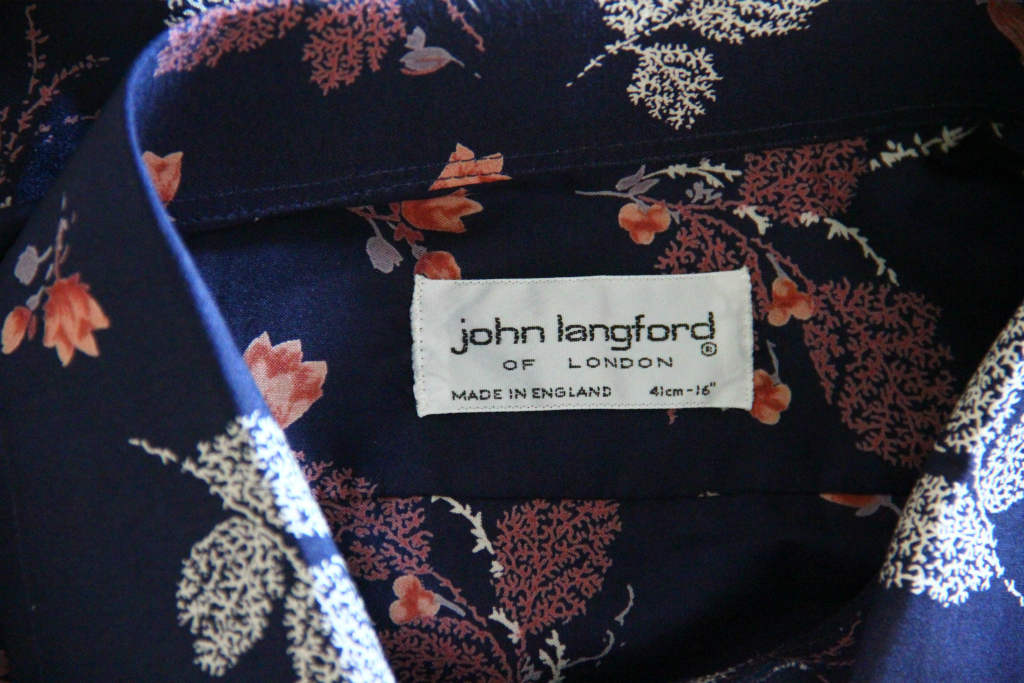 john langford®
OF LONDON
MADE IN ENGLAND 41cm-16"